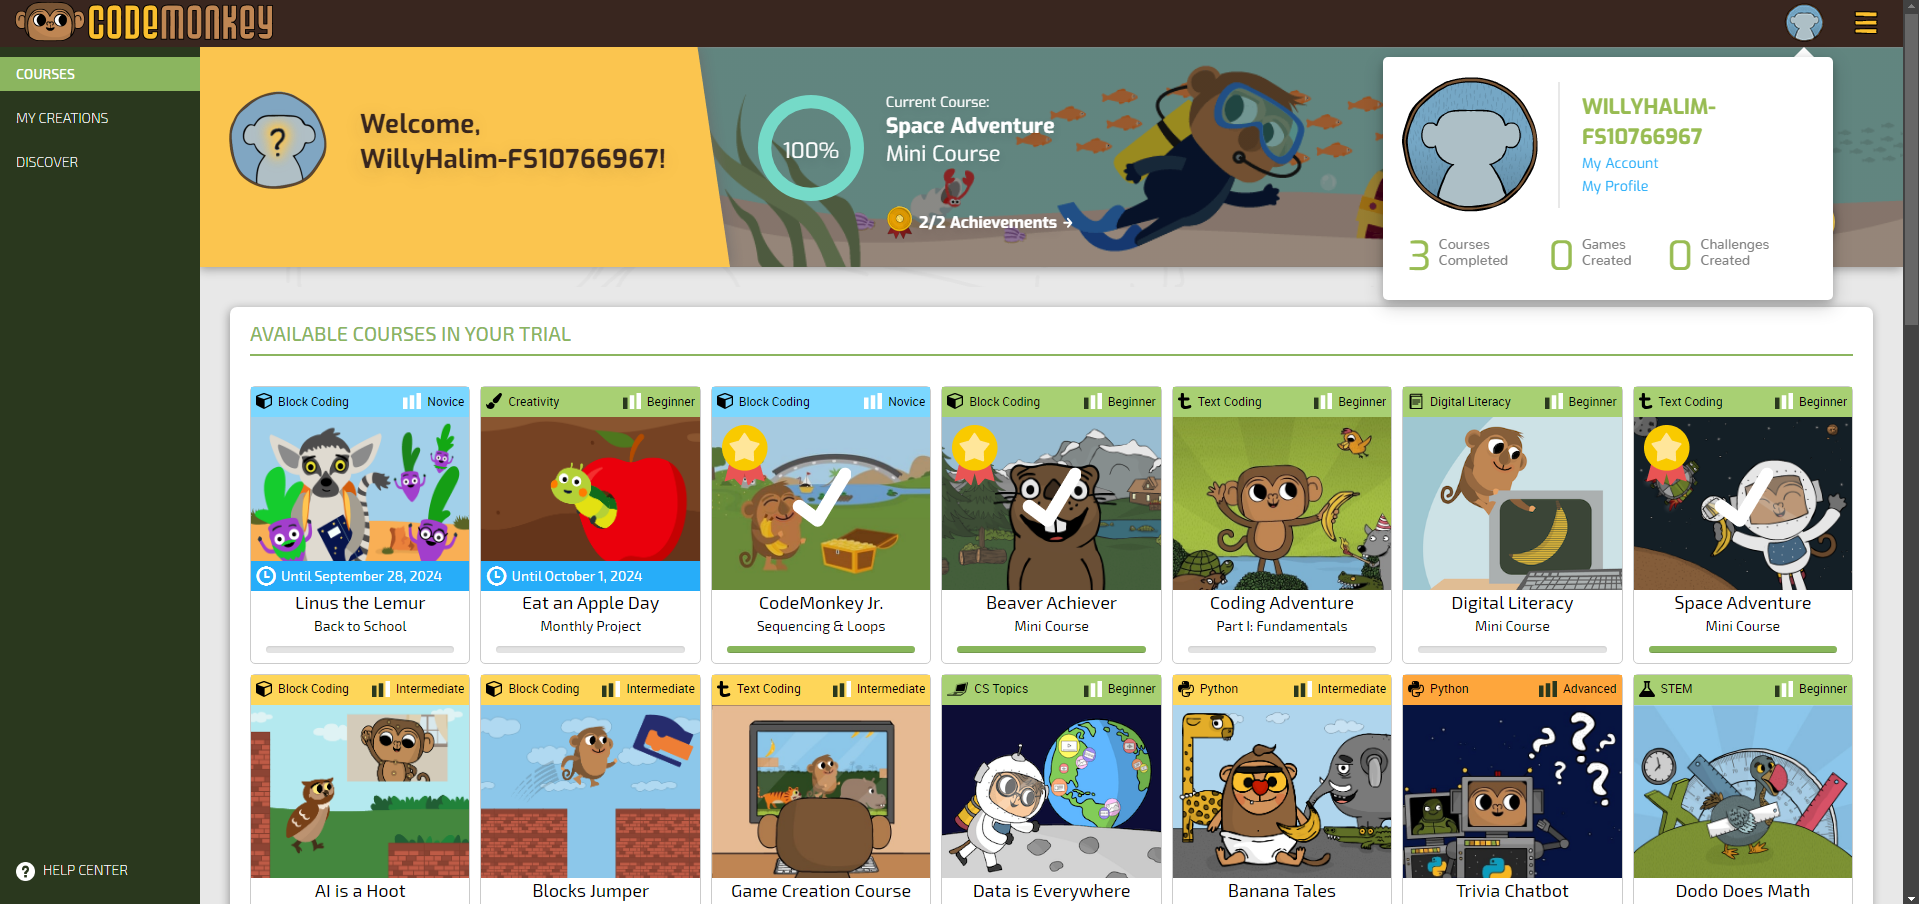 CODEMONKEY
COURSES
MY CREATIONS
DISCOVER
HELP CENTER
?
Welcome,
WillyHalim-FS10766967!
100%
Current Course:
Space Adventure
Mini Course
2/2 Achievements →
WILLYHALIM-
FS10766967
My Account
My Profile
3 Courses Completed
0 Games Created
0 Challenges Created
AVAILABLE COURSES IN YOUR TRIAL
Block Coding Novice
Until September 28, 2024
Linus the Lemur
Back to School
Creativity Beginner
Until October 1, 2024
Eat an Apple Day
Monthly Project
Block Coding Novice
CodeMonkey Jr.
Sequencing & Loops
Block Coding Beginner
Beaver Achiever
Mini Course
Text Coding Beginner
Coding Adventure
Part I: Fundamentals
Digital Literacy Beginner
Digital Literacy
Mini Course
Text Coding Beginner
Space Adventure
Mini Course
Block Coding Intermediate
AI is a Hoot
Block Coding Intermediate
Blocks Jumper
Text Coding Intermediate
Game Creation Course
CS Topics Beginner
Data is Everywhere
Python Intermediate
Banana Tales
Python Advanced
? ? ? ?
Trivia Chatbot
STEM Beginner
Dodo Does Math